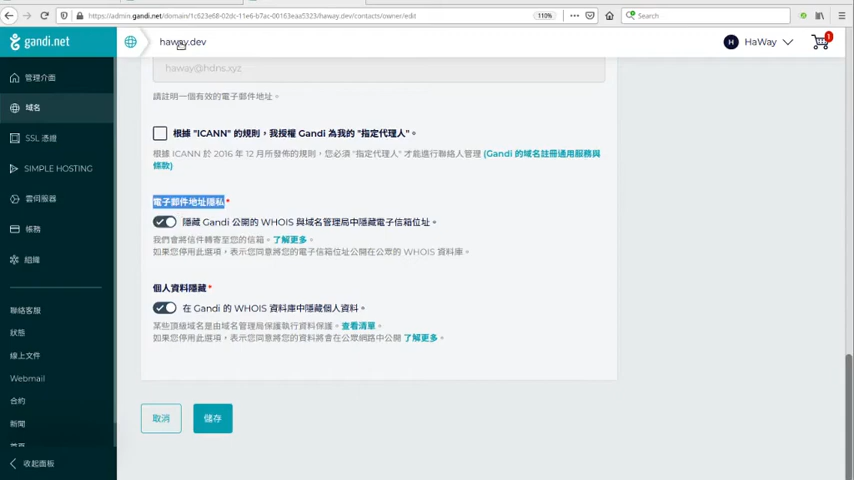 https://admin.gandi.net/domain/1c623e68-02dc-11e6-b7ac-00163eaa5323/haway.dev/contacts/owner/edit
110%
Search
gandi.net
haway.dev
H HaWay
1
管理介面
域名
SSL 憑證
SIMPLE HOSTING
雲伺服器
帳務
組織
聯絡客服
狀態
線上文件
Webmail
合約
新聞
收起面板
haway@hdns.xyz
請註明一個有效的電子郵件地址。
根據 "ICANN" 的規則，我授權 Gandi 為我的 "指定代理人"。
根據 ICANN 於 2016 年 12 月所發佈的規則，您必須 "指定代理人" 才能進行聯絡人管理 (Gandi 的域名註冊通用服務與
條款)
電子郵件地址隱私*
隱藏 Gandi 公開的 WHOIS 與域名管理局中隱藏電子信箱位址。
我們會將信件轉寄至您的信箱。了解更多。
如果您停用此選項，表示您同意將您的電子信箱位址公開在公眾的 WHOIS 資料庫。
個人資料隱藏*
在 Gandi 的 WHOIS 資料庫中隱藏個人資料。
某些頂級域名是由域名管理局保護執行資料保護。查看清單。
如果您停用此選項，表示您同意將您的資料將會在公眾網路中公開 了解更多。
取消
儲存